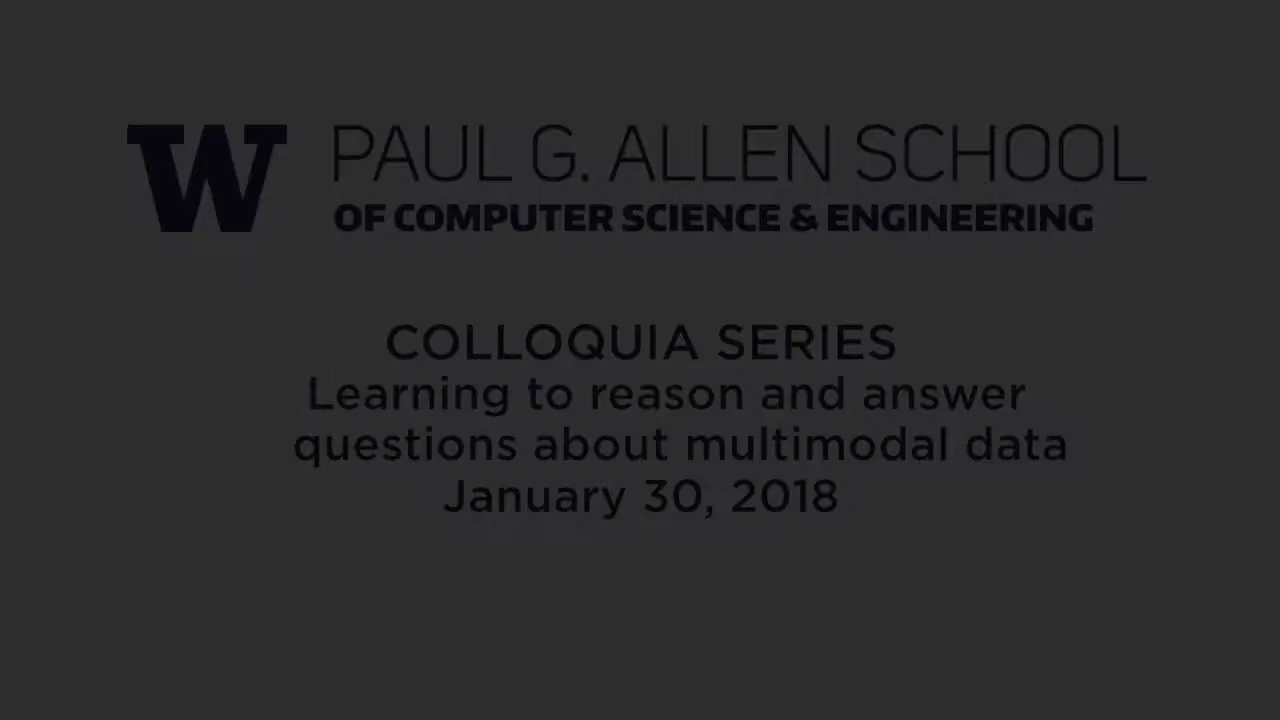 W PAUL G. ALLEN SCHOOL
OF COMPUTER SCIENCE & ENGINEERING
COLLOQUIA SERIES
Learning to reason and answer
questions about multimodal data
January 30, 2018